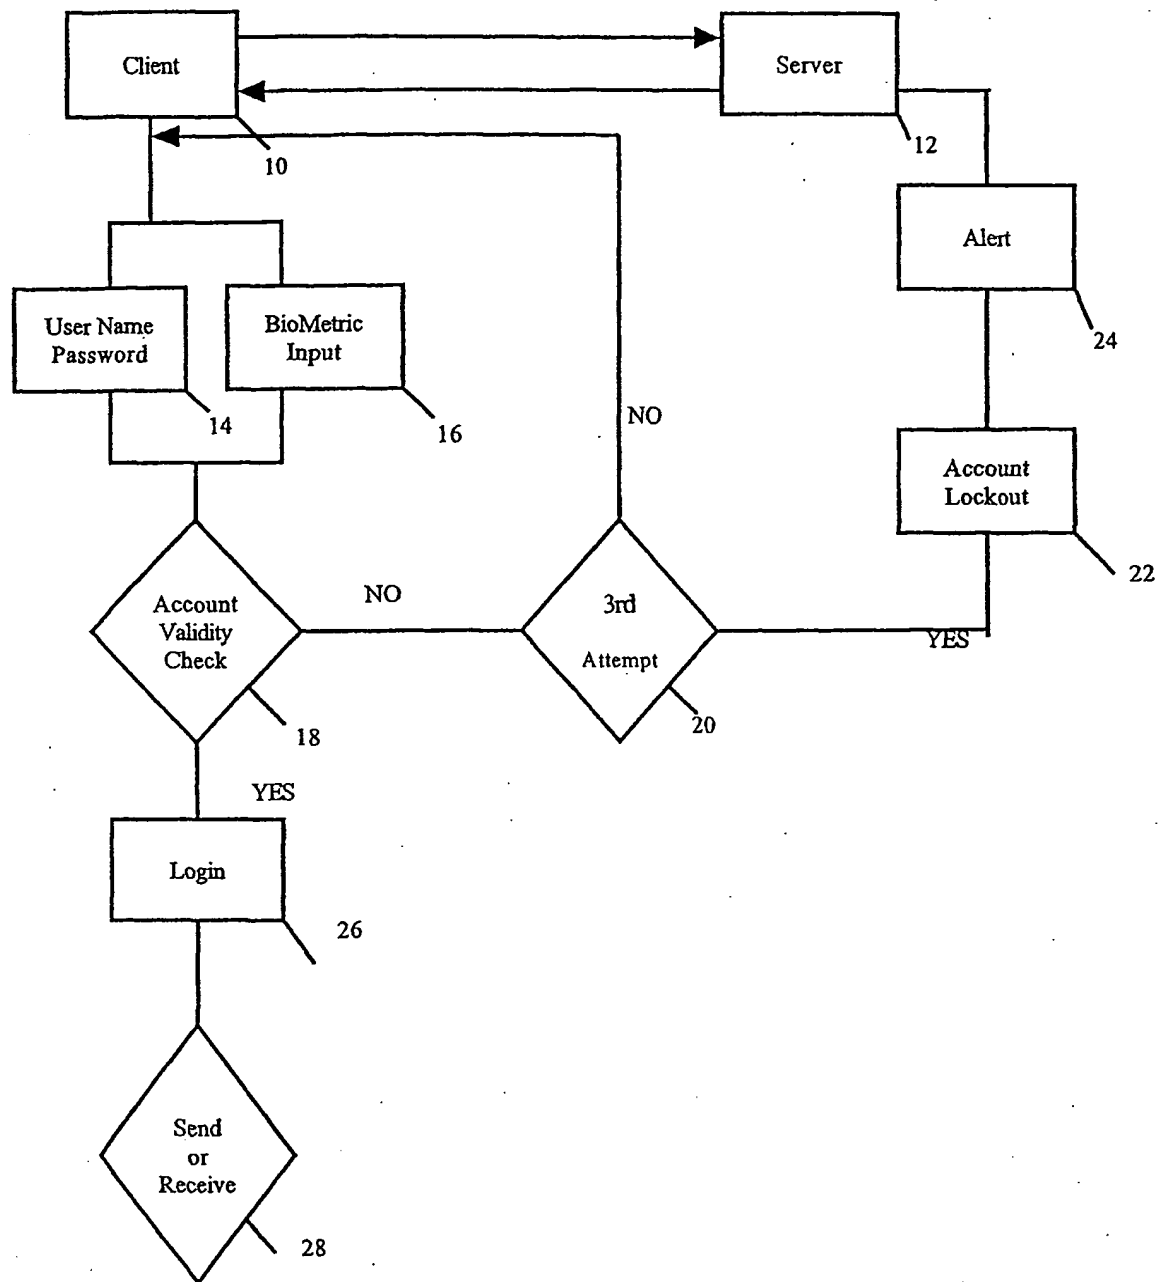 Client
Server
10
12
Alert
24
User Name
Password
14
BioMetric
Input
16
NO
Account
Lockout
22
Account
Validity
Check
18
NO
3rd
Attempt
20
YES
YES
Login
26
Send
or
Receive
28